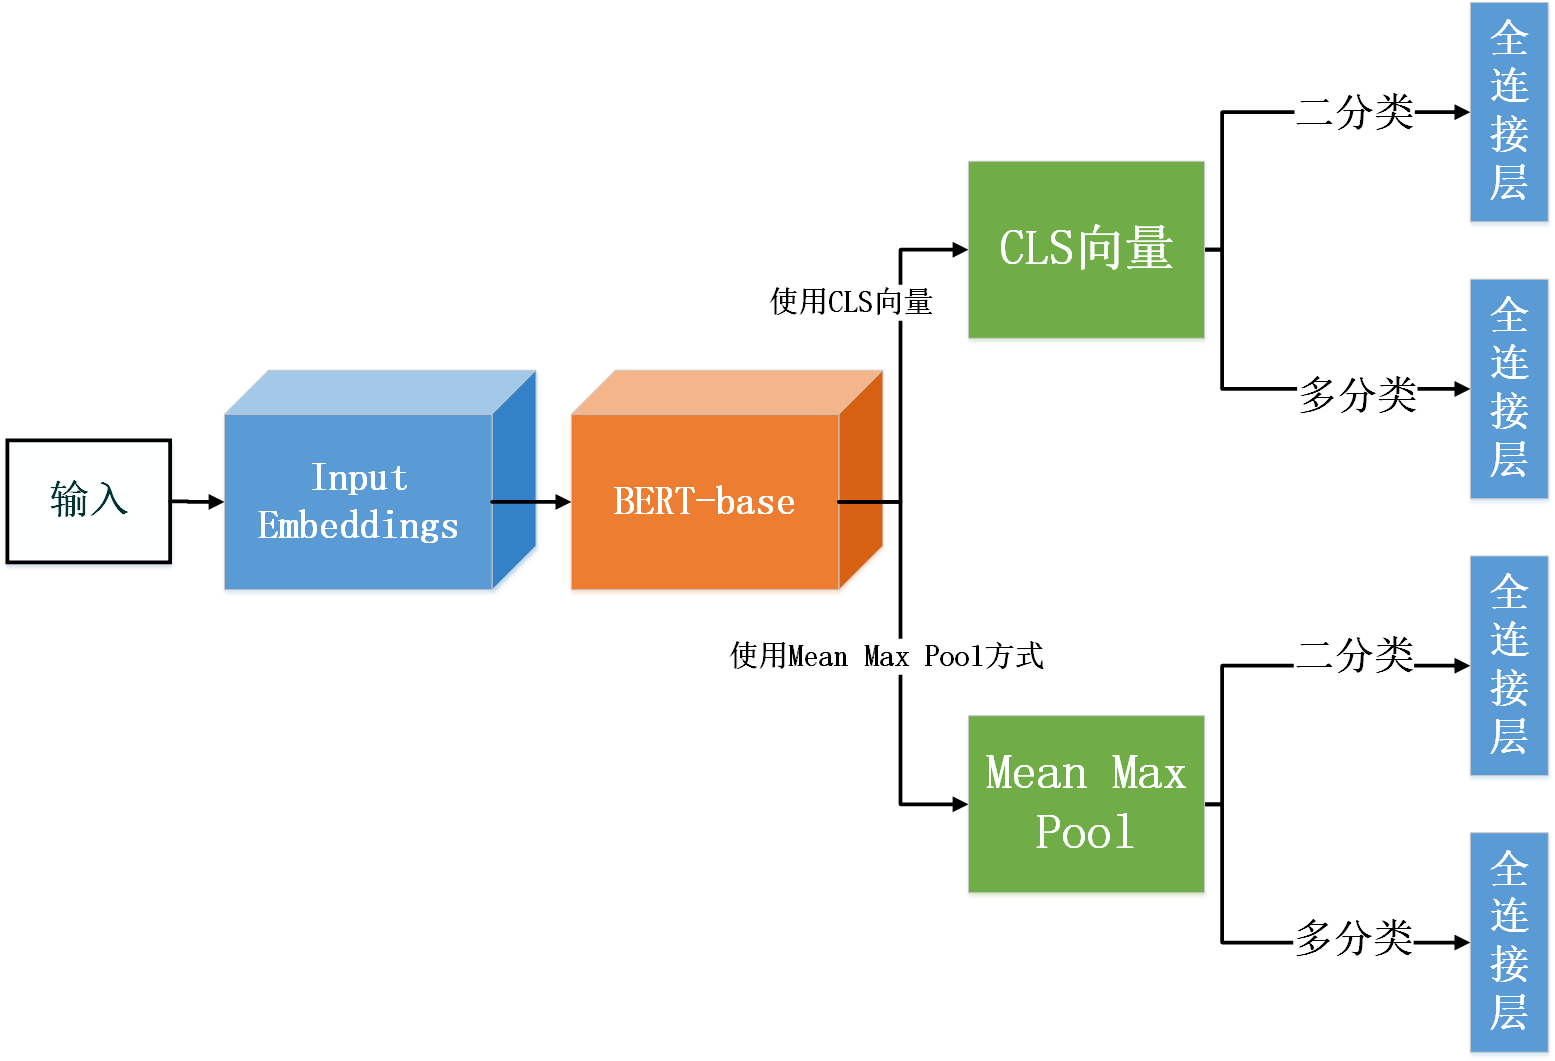 输入
Input
Embeddings
BERT-base
使用CLS向量
使用Mean Max Pool方式
CLS向量
Mean Max
Pool
二分类
多分类
二分类
多分类
全
连
接
层
全
连
接
层
全
连
接
层
全
连
接
层